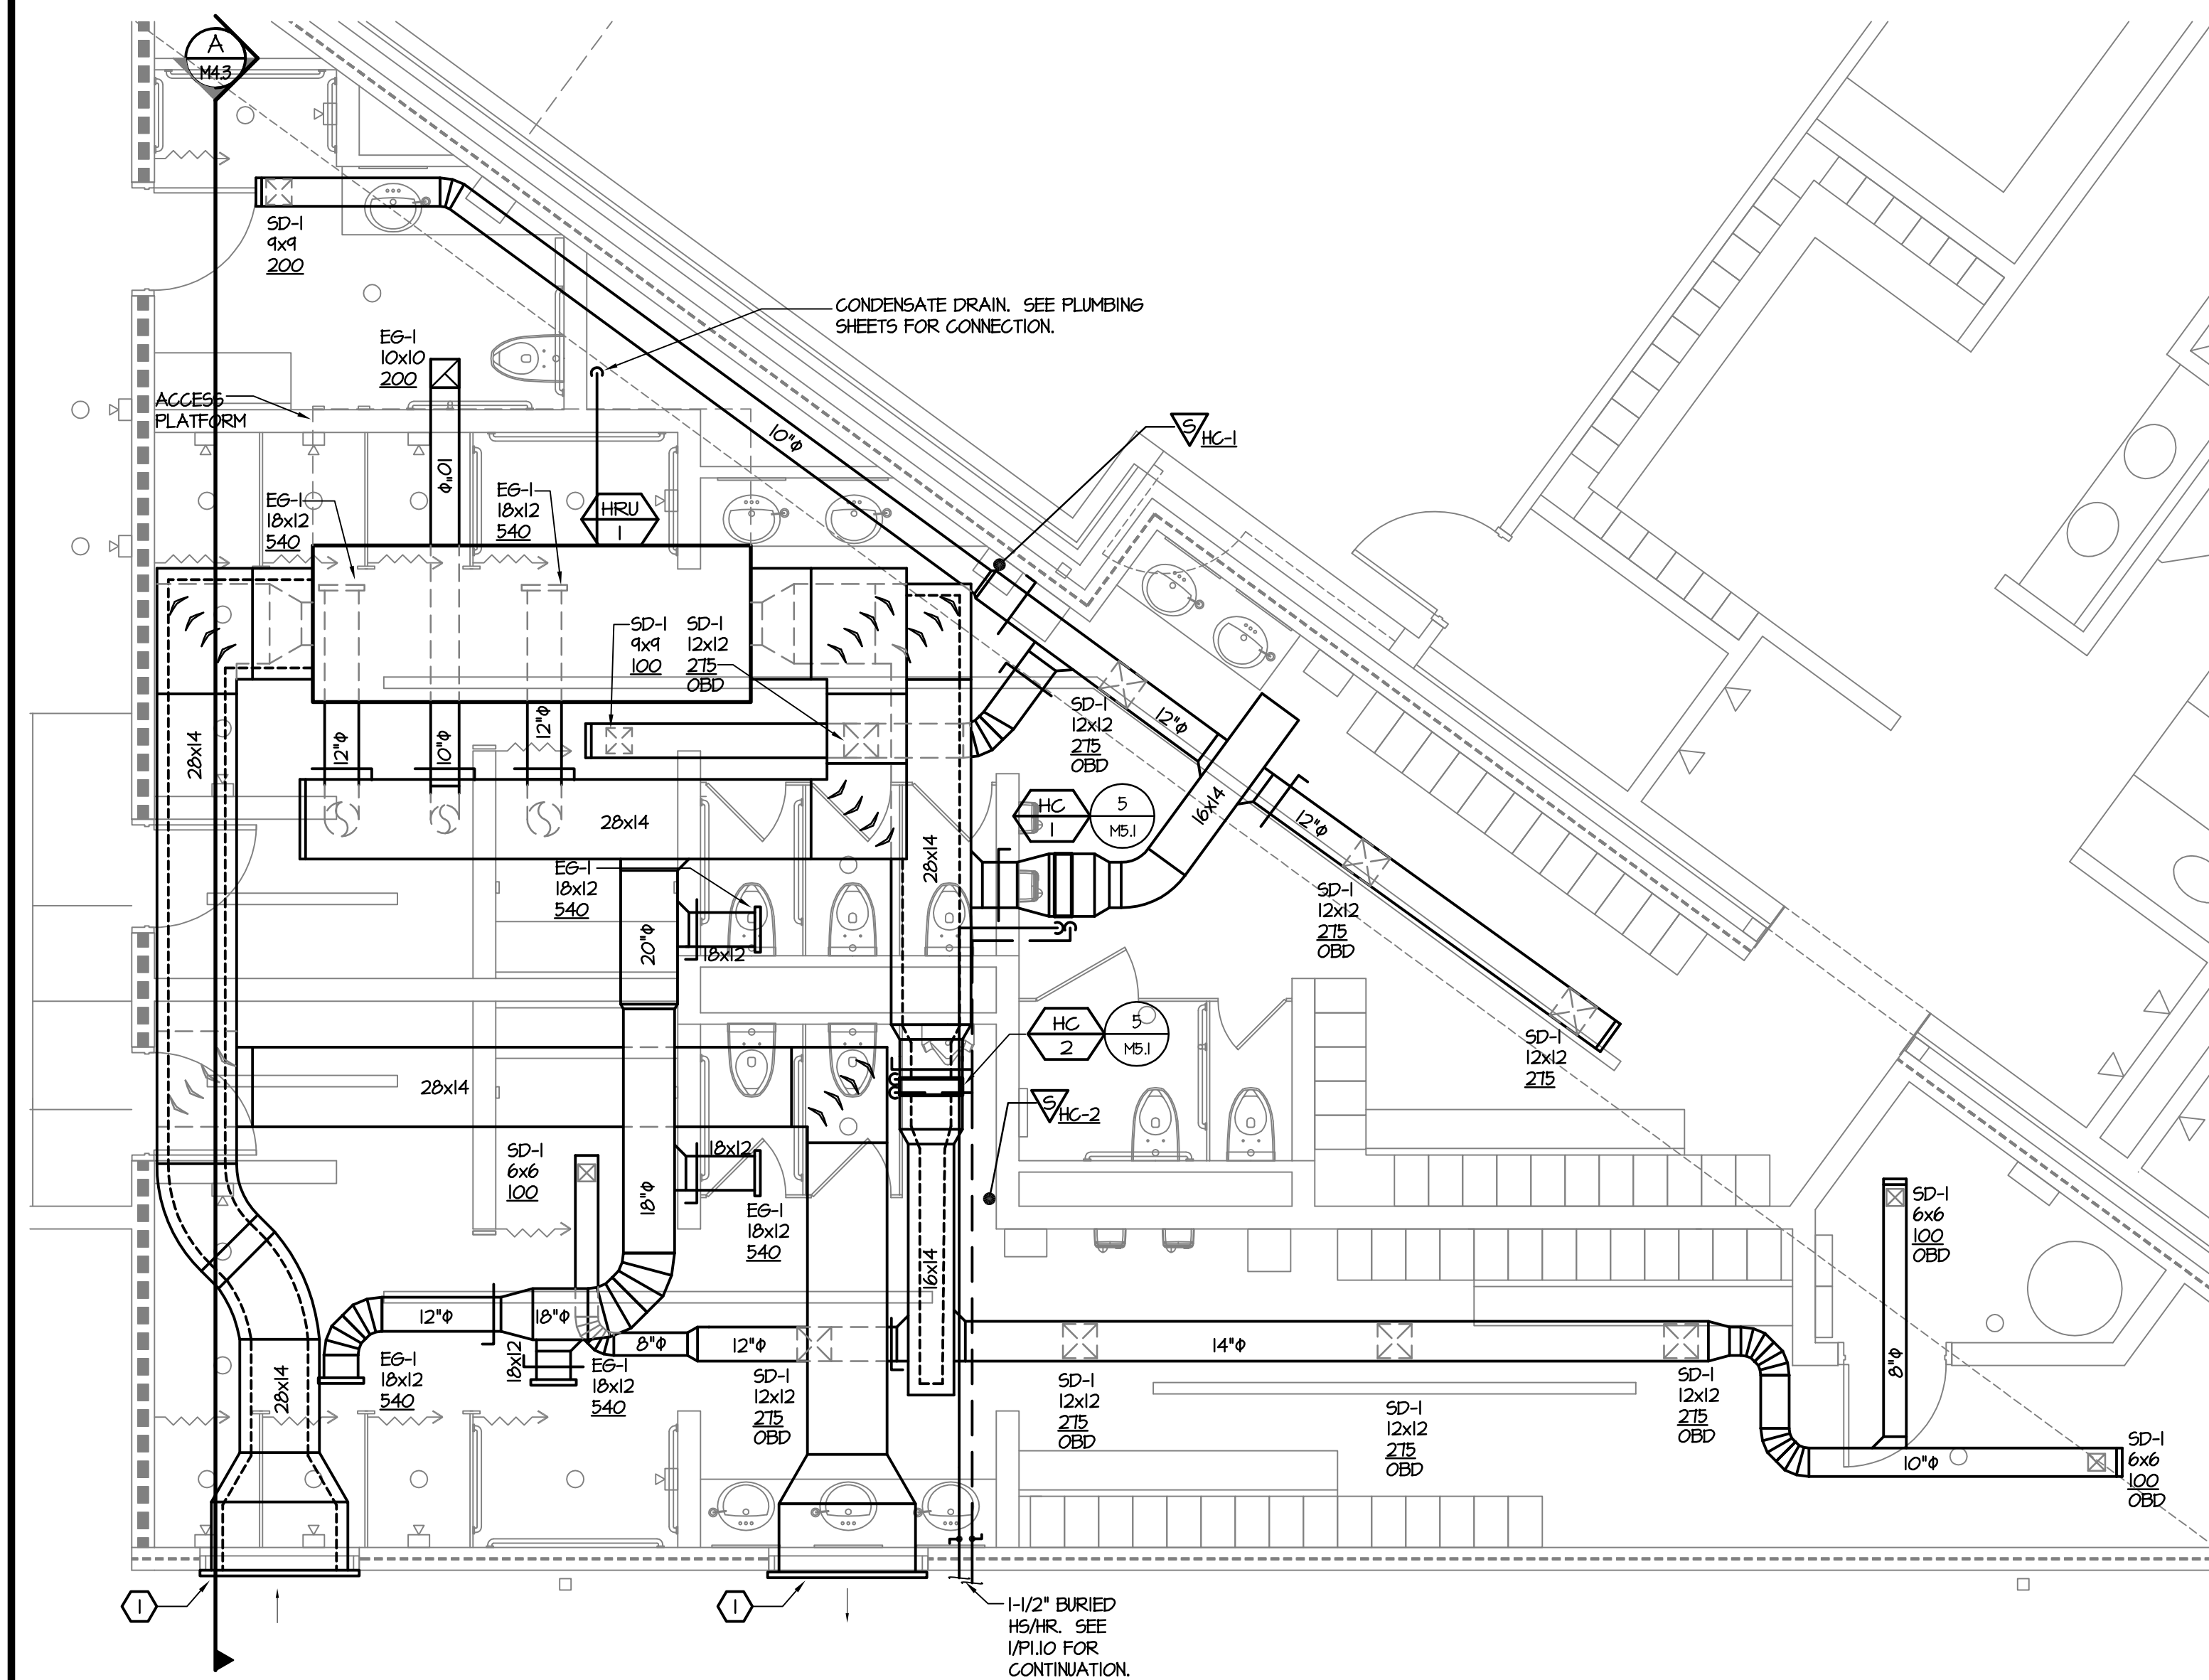 A
M4.3
SD-1
9x9
200
CONDENSATE DRAIN. SEE PLUMBING
SHEETS FOR CONNECTION.
EG-1
10x10
200
ACCESS
PLATFORM
10"Φ
S
HC-1
10"Φ
EG-1
18x12
540
EG-1
18x12
540
HRU
1
SD-1
9x9
100
SD-1
12x12
275
OBD
28x14
12"Φ
10"Φ
12"Φ
SD-1
12x12
275
OBD
12"Φ
16x14
12"Φ
28x14
HC
1
5
M5.1
28x14
EG-1
18x12
540
20"Φ
18x12
SD-1
12x12
275
OBD
HC
2
5
M5.1
SD-1
12x12
275
28x14
S
HC-2
SD-1
6x6
100
18x12
18"Φ
EG-1
18x12
540
16x14
SD-1
6x6
100
OBD
12"Φ
18"Φ
8"Φ
12"Φ
14"Φ
8"Φ
28x14
EG-1
18x12
540
18x12
EG-1
18x12
540
SD-1
12x12
275
OBD
SD-1
12x12
275
OBD
SD-1
12x12
275
OBD
SD-1
12x12
275
OBD
10"Φ
SD-1
6x6
100
OBD
1
1
1-1/2" BURIED
HS/HR. SEE
1/P1.10 FOR
CONTINUATION.